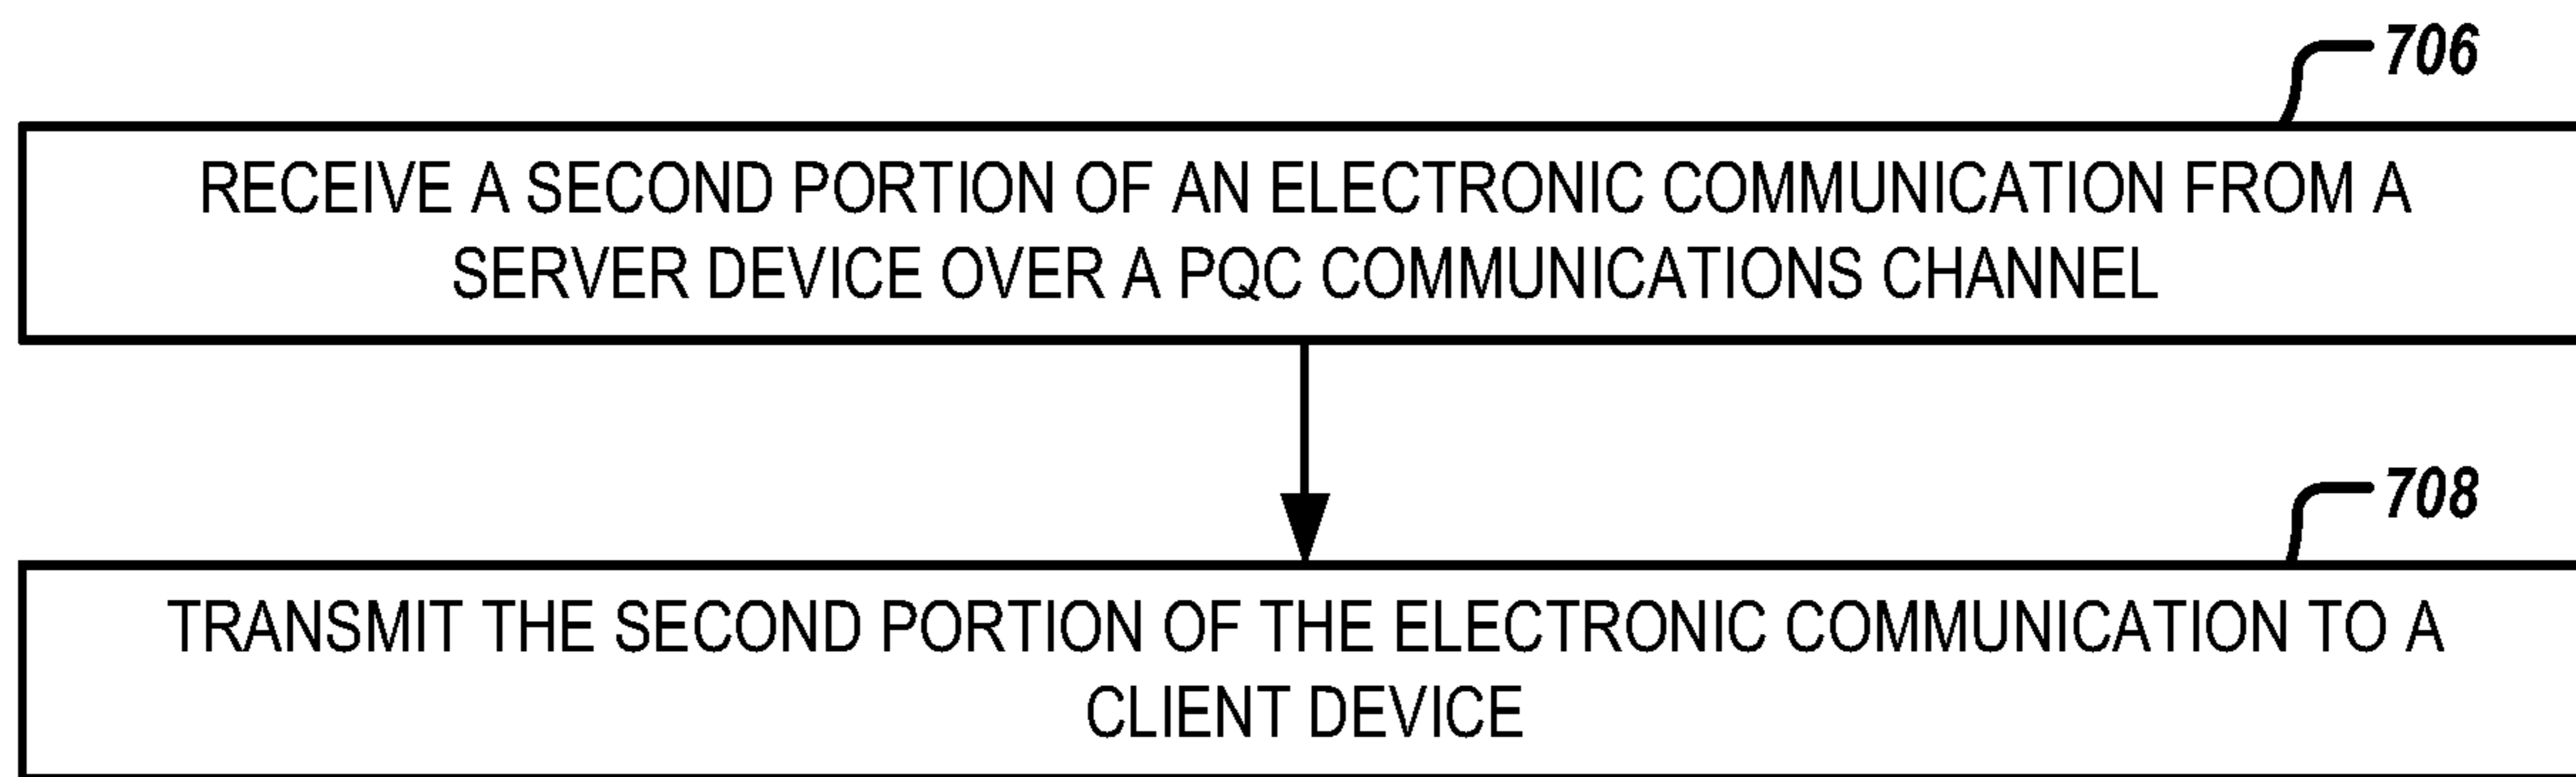 706
RECEIVE A SECOND PORTION OF AN ELECTRONIC COMMUNICATION FROM A
SERVER DEVICE OVER A PQC COMMUNICATIONS CHANNEL
708
TRANSMIT THE SECOND PORTION OF THE ELECTRONIC COMMUNICATION TO A
CLIENT DEVICE